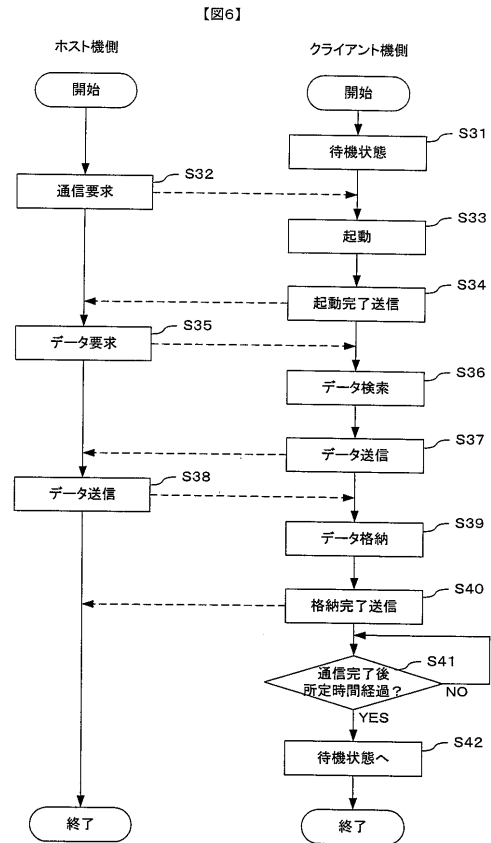 【図6】
ホスト機側
クライアント機側
開始
開始
待機状態
S31
通信要求
S32
起動
S33
起動完了送信
S34
データ要求
S35
データ検索
S36
データ送信
S37
データ送信
S38
データ格納
S39
格納完了送信
S40
通信完了後
所定時間経過?
S41
NO
YES
待機状態へ
S42
終了
終了